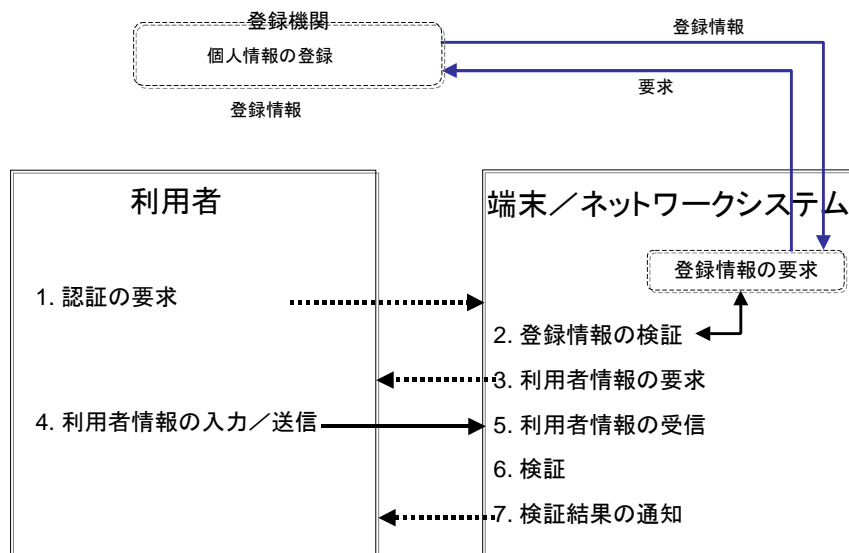 登録機関
個人情報の登録
登録情報
登録情報
要求
利用者
端末／ネットワークシステム
登録情報の要求
1. 認証の要求
2. 登録情報の検証
3. 利用者情報の要求
4. 利用者情報の入力／送信
5. 利用者情報の受信
6. 検証
7. 検証結果の通知